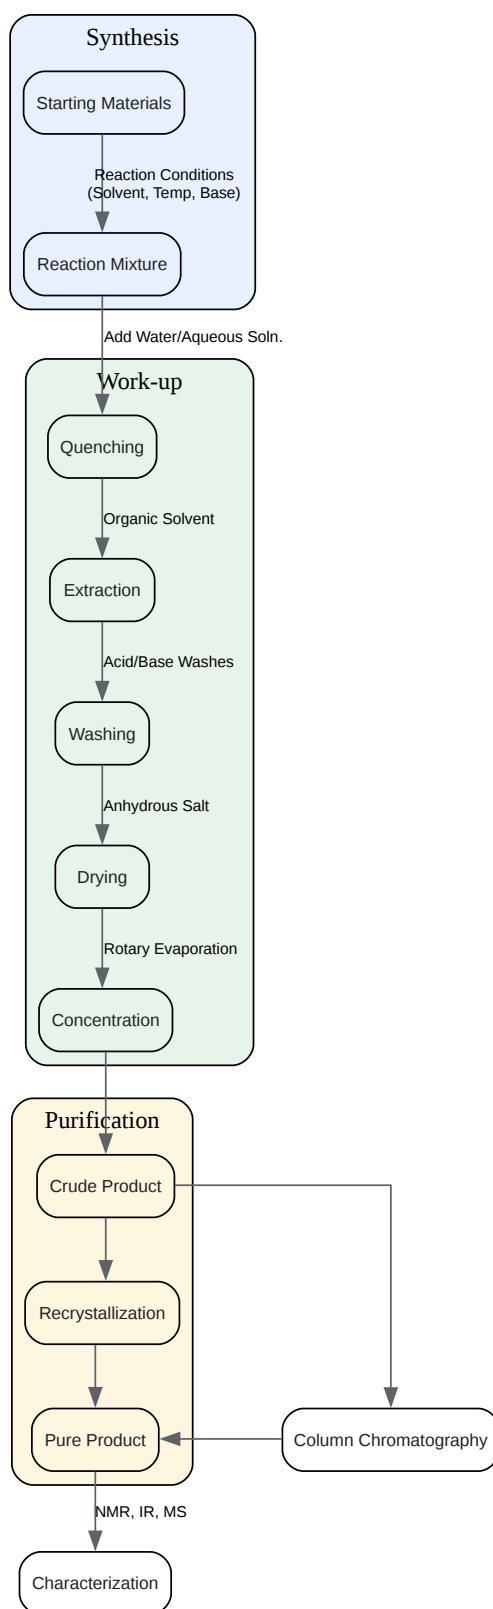 Synthesis
Starting Materials
Reaction Conditions
(Solvent, Temp, Base)
Reaction Mixture
Add Water/Aqueous Soln.
Work-up
Quenching
Organic Solvent
Extraction
Acid/Base Washes
Washing
Anhydrous Salt
Drying
Rotary Evaporation
Concentration
Purification
Crude Product
Recrystallization
Pure Product
Column Chromatography
NMR, IR, MS
Characterization